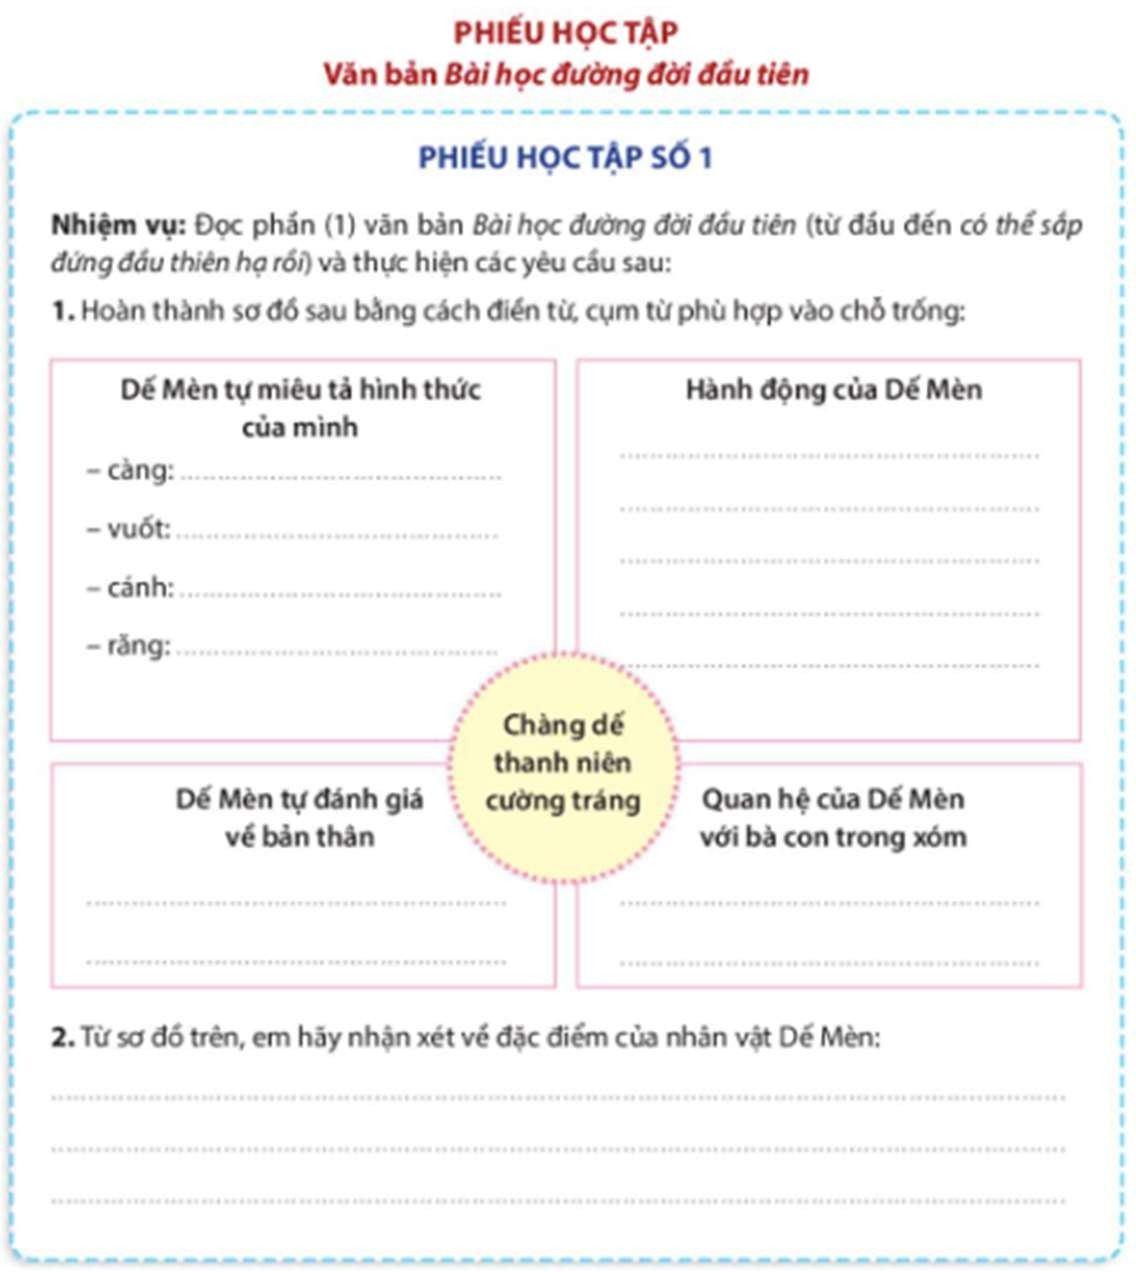 PHIẾU HỌC TẬP
Văn bản Bài học đường đời đầu tiên
PHIẾU HỌC TẬP SỐ 1
Nhiệm vụ: Đọc phần (1) văn bản Bài học đường đời đầu tiên (từ đầu đến có thể sắp
đứng đầu thiên hạ rồi) và thực hiện các yêu cầu sau:
1. Hoàn thành sơ đồ sau bằng cách điền từ, cụm từ phù hợp vào chỗ trống:
Dế Mèn tự miêu tả hình thức
của mình
– càng:
– vuốt:
– cánh:
– răng:
Hành động của Dế Mèn
Chàng dế
thanh niên
cường tráng
Dế Mèn tự đánh giá
về bản thân
Quan hệ của Dế Mèn
với bà con trong xóm
2. Từ sơ đồ trên, em hãy nhận xét về đặc điểm của nhân vật Dế Mèn: